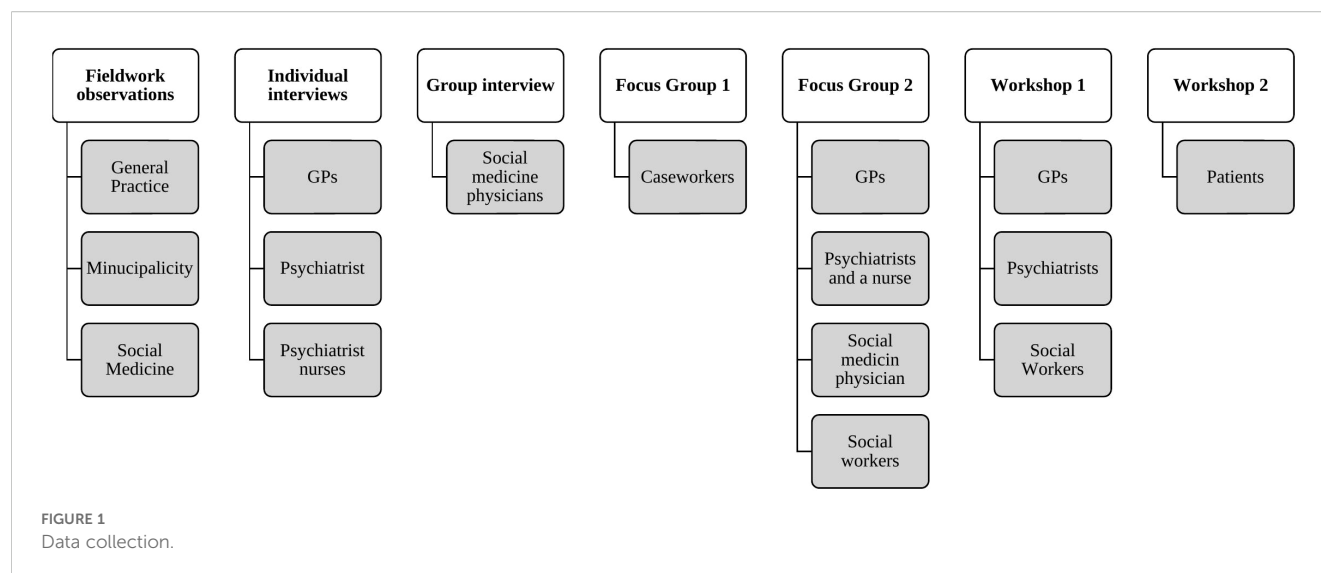 Fieldwork
observations
General
Practice
Minucipalicity
Social
Medicine
Individual
interviews
GPs
Psychiatrist
Psychiatrist
nurses
Group interview
Social
medicine
physicians
Focus Group 1
Caseworkers
Focus Group 2
GPs
Psychiatrists
and a nurse
Social
medicin
physician
Social
workers
Workshop 1
GPs
Psychiatrists
Social
Workers
Workshop 2
Patients
FIGURE 1
Data collection.